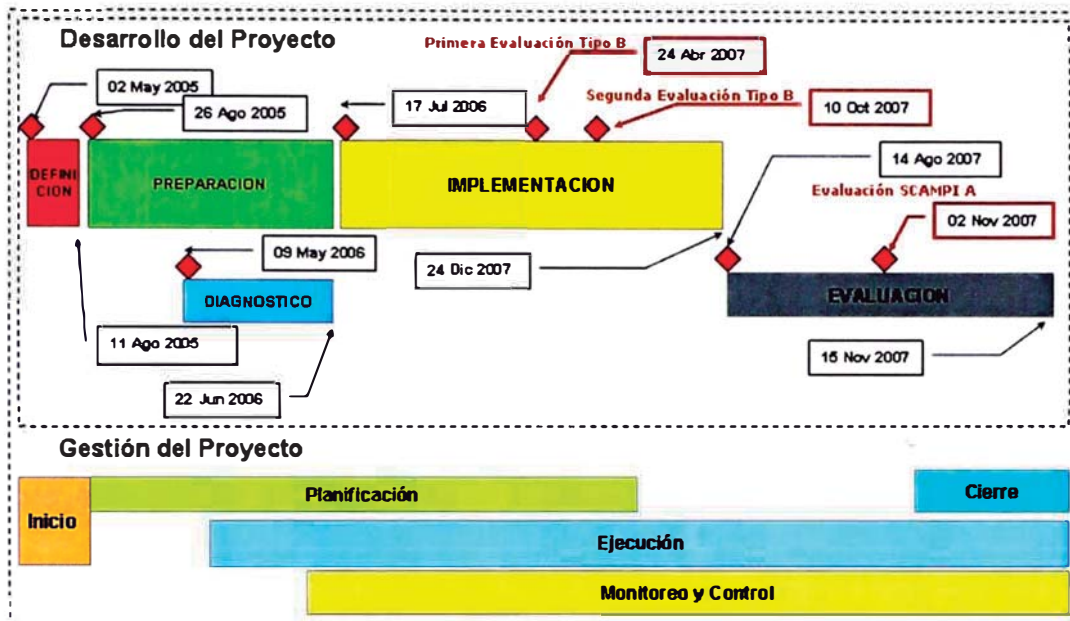 Desarrollo del Proyecto
Primera Evaluación Tipo B
24 Abr 2007
02 May 2005
26 Ago 2005
17 Jul 2006
Segunda Evaluación Tipo B
10 Oct 2007
14 Ago 2007
DEFINI
CION
PREPARACION
IMPLEMENTACION
Evaluación SCAMPI A
02 Nov 2007
09 May 2006
24 Dic 2007
DIAGNOSTICO
EVALUACION
11 Ago 2005
15 Nov 2007
22 Jun 2006
Gestión del Proyecto
Inicio
Planificación
Cierre
Ejecución
Monitoreo y Control